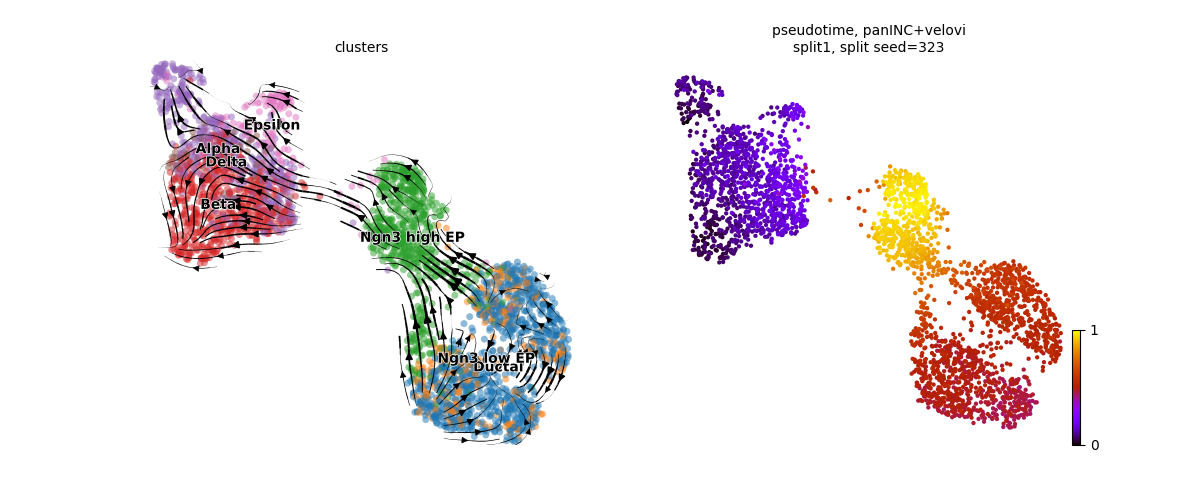 clusters
Epsilon
Alpha
Delta
Beta
Ngn3 high EP
Ngn3 low EP
Ductal
pseudotime, panINC+velovi
split1, split seed=323
1
0